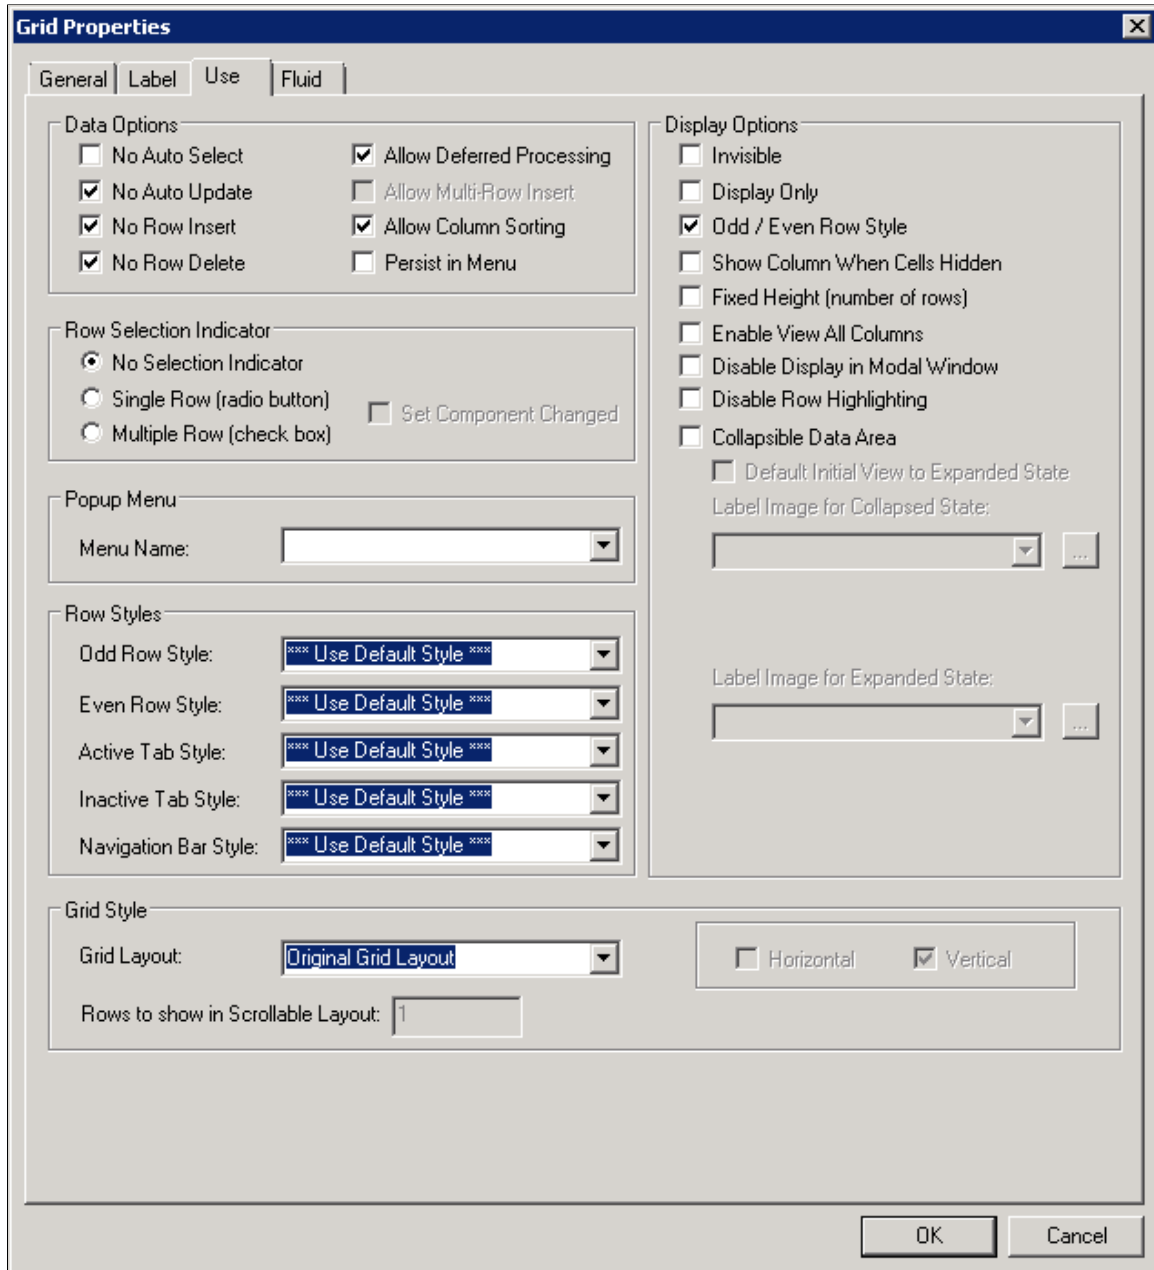 Grid Properties
General Label Use Fluid
Data Options
No Auto Select Allow Deferred Processing
No Auto Update Allow Multi-Row Insert
No Row Insert Allow Column Sorting
No Row Delete Persist in Menu
Row Selection Indicator
No Selection Indicator
Single Row (radio button)
Set Component Changed
Multiple Row (check box)
Popup Menu
Menu Name:
Row Styles
Odd Row Style: *** Use Default Style ***
Even Row Style: *** Use Default Style ***
Active Tab Style: *** Use Default Style ***
Inactive Tab Style: *** Use Default Style ***
Navigation Bar Style: *** Use Default Style ***
Display Options
Invisible
Display Only
Odd / Even Row Style
Show Column When Cells Hidden
Fixed Height (number of rows)
Enable View All Columns
Disable Display in Modal Window
Disable Row Highlighting
Collapsible Data Area
Default Initial View to Expanded State
Label Image for Collapsed State:
...
Label Image for Expanded State:
...
Grid Style
Grid Layout: Original Grid Layout Horizontal Vertical
Rows to show in Scrollable Layout: 1
OK Cancel